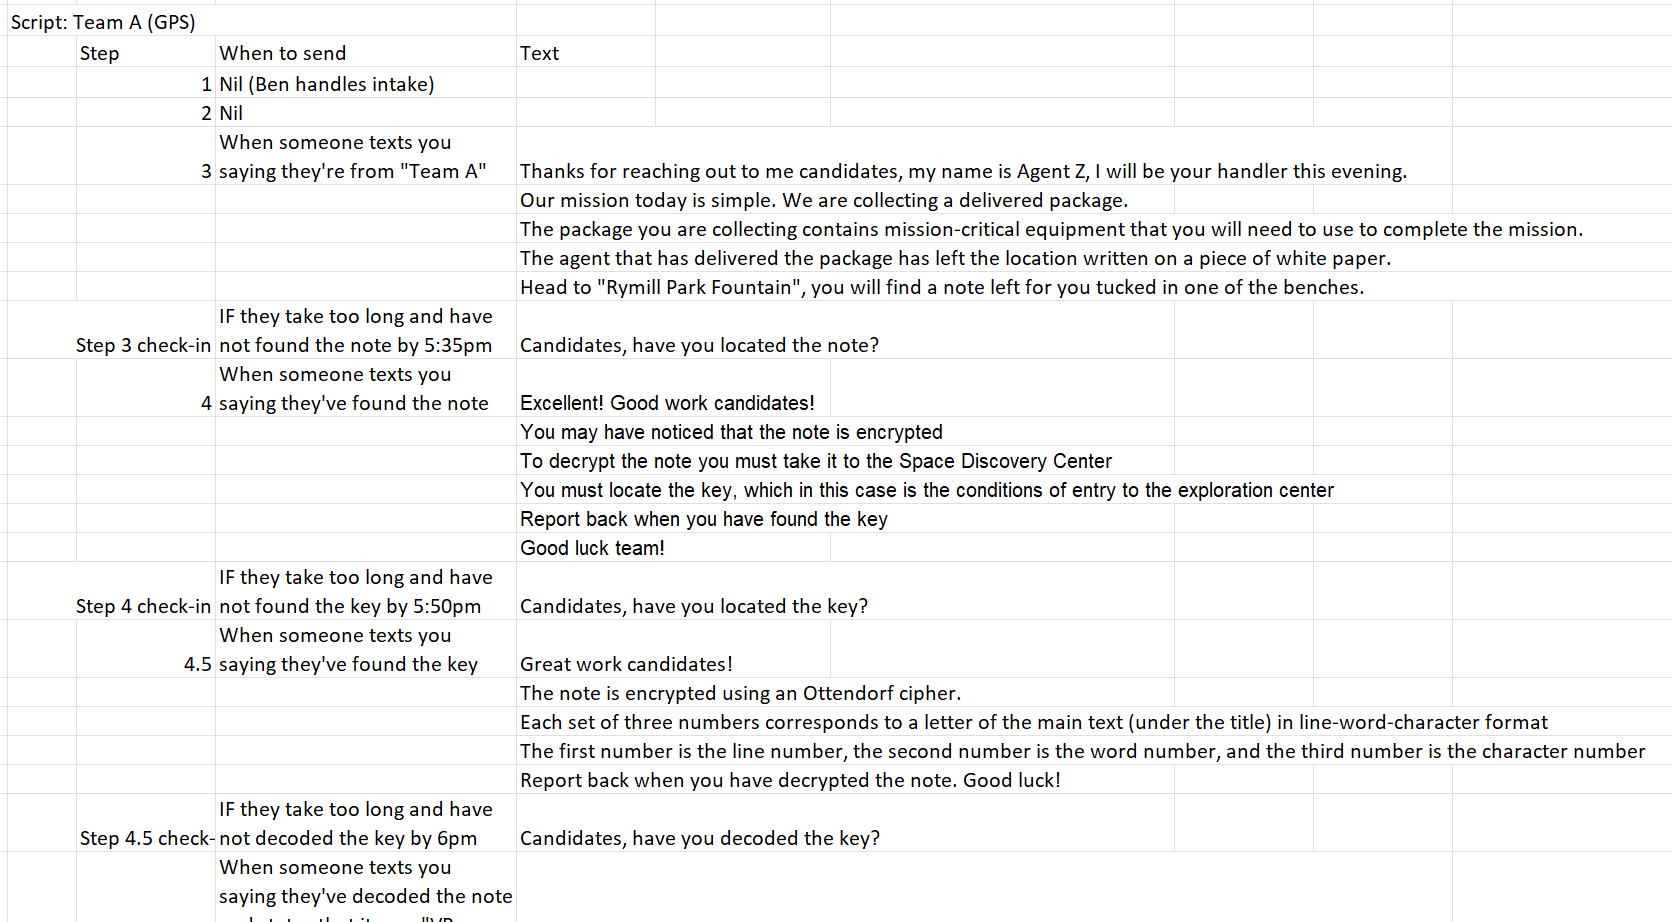 Script: Team A (GPS)
Step When to send Text
1 Nil (Ben handles intake)
2 Nil
When someone texts you
3 saying they're from "Team A" Thanks for reaching out to me candidates, my name is Agent Z, I will be your handler this evening.
Our mission today is simple. We are collecting a delivered package.
The package you are collecting contains mission-critical equipment that you will need to use to complete the mission.
The agent that has delivered the package has left the location written on a piece of white paper.
Head to "Rymill Park Fountain", you will find a note left for you tucked in one of the benches.
IF they take too long and have
Step 3 check-in not found the note by 5:35pm Candidates, have you located the note?
When someone texts you
4 saying they've found the note Excellent! Good work candidates!
You may have noticed that the note is encrypted
To decrypt the note you must take it to the Space Discovery Center
You must locate the key, which in this case is the conditions of entry to the exploration center
Report back when you have found the key
Good luck team!
IF they take too long and have
Step 4 check-in not found the key by 5:50pm Candidates, have you located the key?
When someone texts you
4.5 saying they've found the key Great work candidates!
The note is encrypted using an Ottendorf cipher.
Each set of three numbers corresponds to a letter of the main text (under the title) in line-word-character format
The first number is the line number, the second number is the word number, and the third number is the character number
Report back when you have decrypted the note. Good luck!
IF they take too long and have
Step 4.5 check- not decoded the key by 6pm Candidates, have you decoded the key?
When someone texts you
saying they've decoded the note